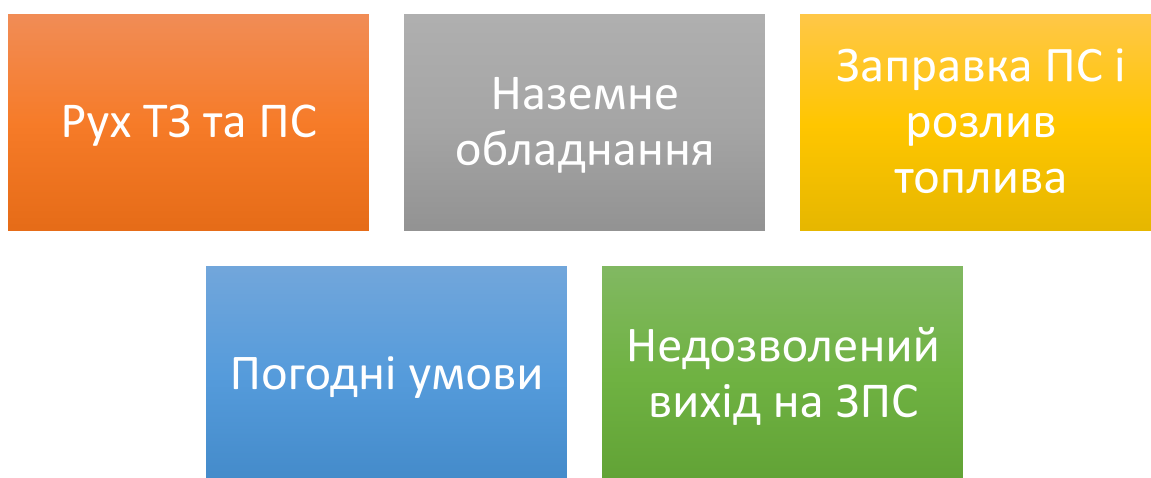 Рух ТЗ та ПС
Наземне
обладнання
Заправка ПС і
розлив
топлива
Погодні умови
Недозволений
вихід на ЗПС